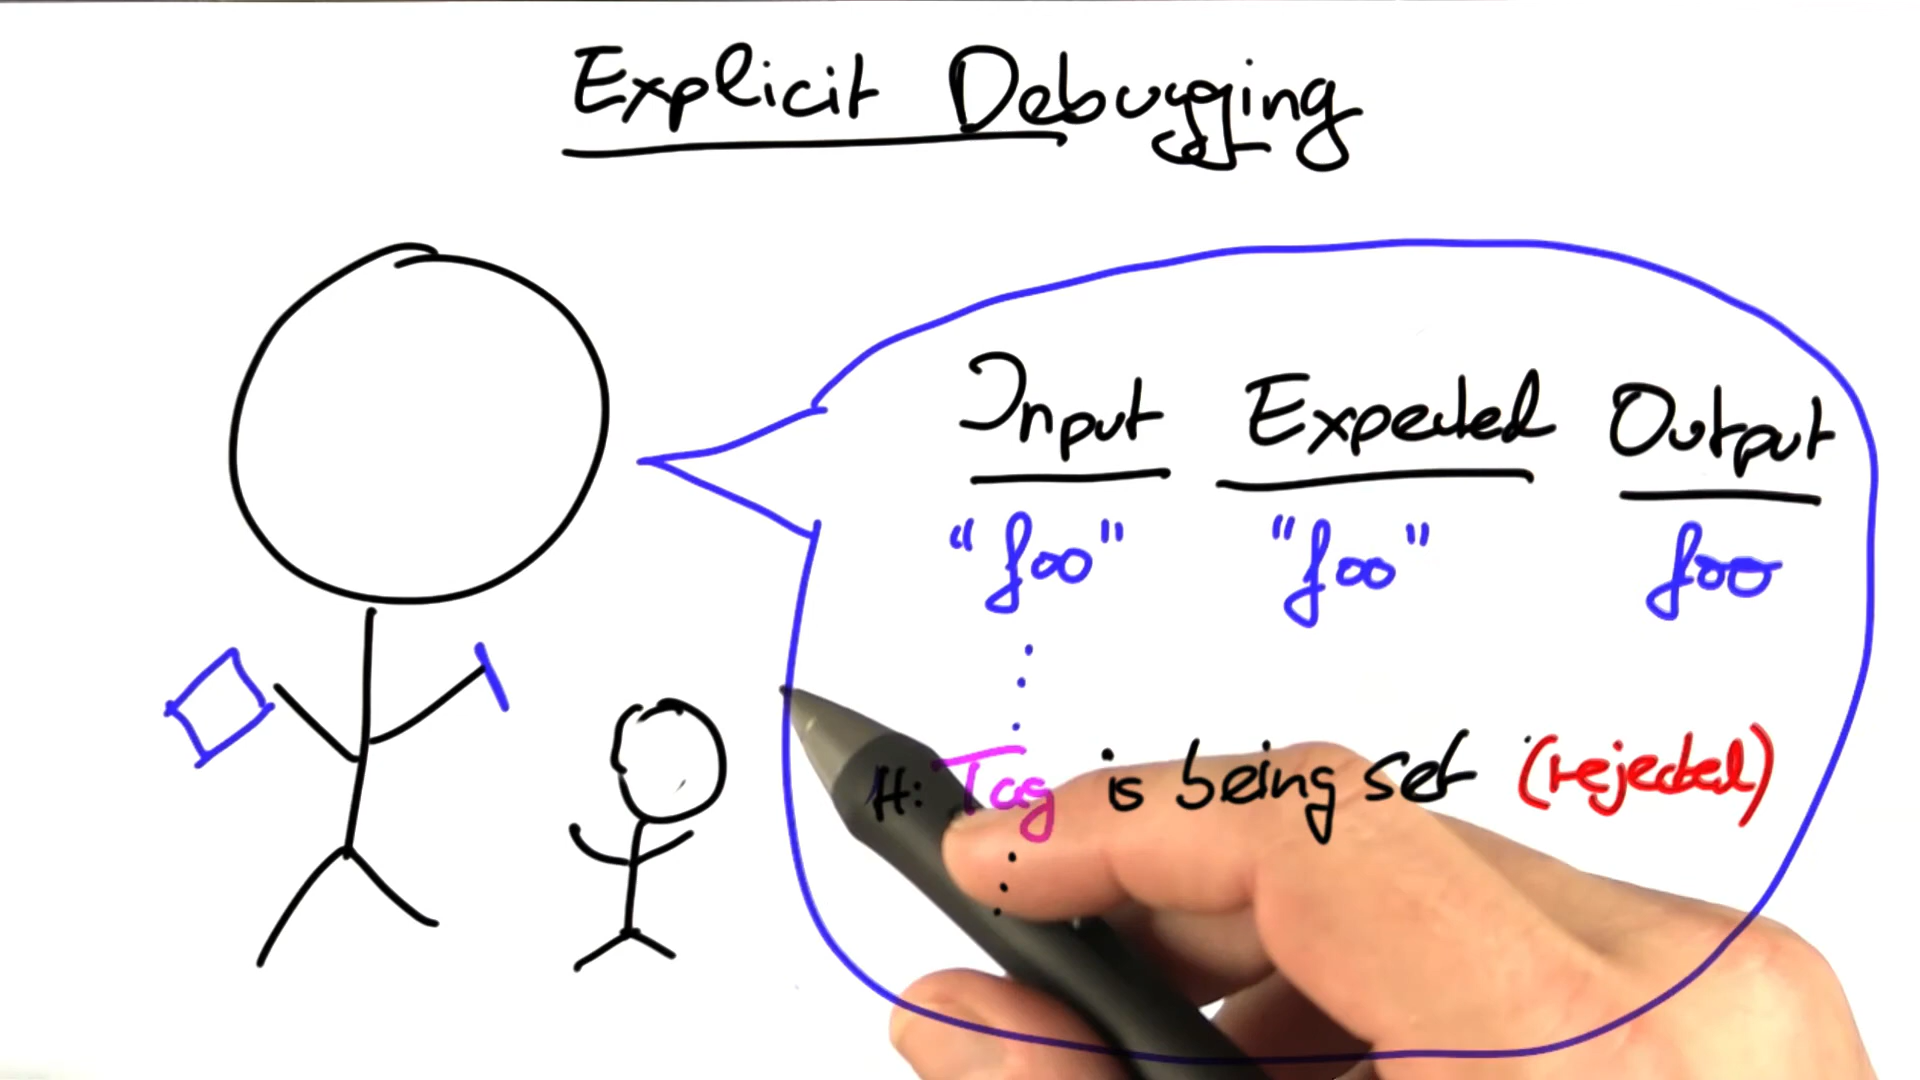 Explicit Debugging
Input Expected Output
"foo" "foo" foo
H: Tag is being set (rejected)